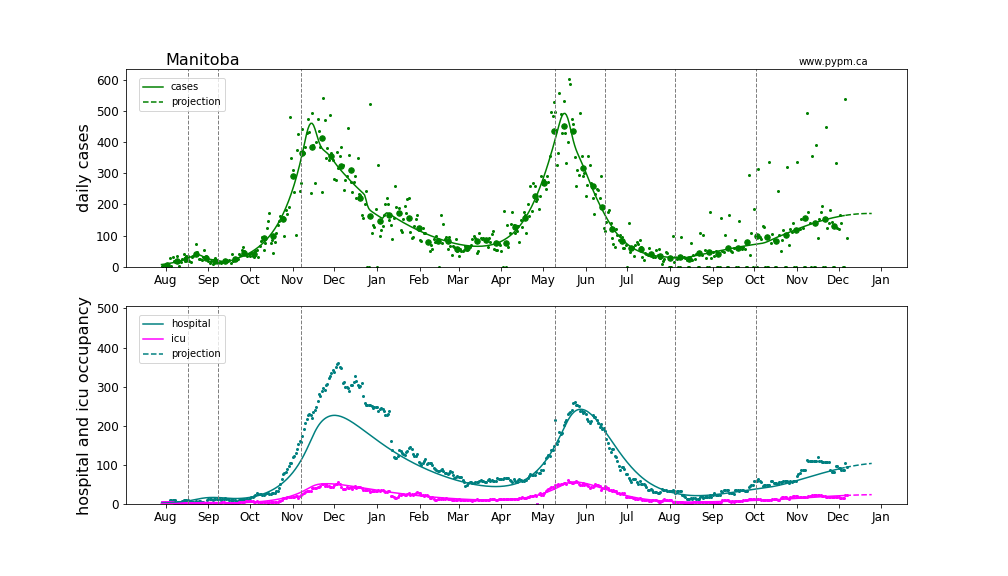 Manitoba
www.pypm.ca
daily cases
600
500
400
300
200
100
0
cases
projection
Aug Sep Oct Nov Dec Jan Feb Mar Apr May Jun Jul Aug Sep Oct Nov Dec Jan
hospital and icu occupancy
500
400
300
200
100
0
hospital
icu
projection
Aug Sep Oct Nov Dec Jan Feb Mar Apr May Jun Jul Aug Sep Oct Nov Dec Jan